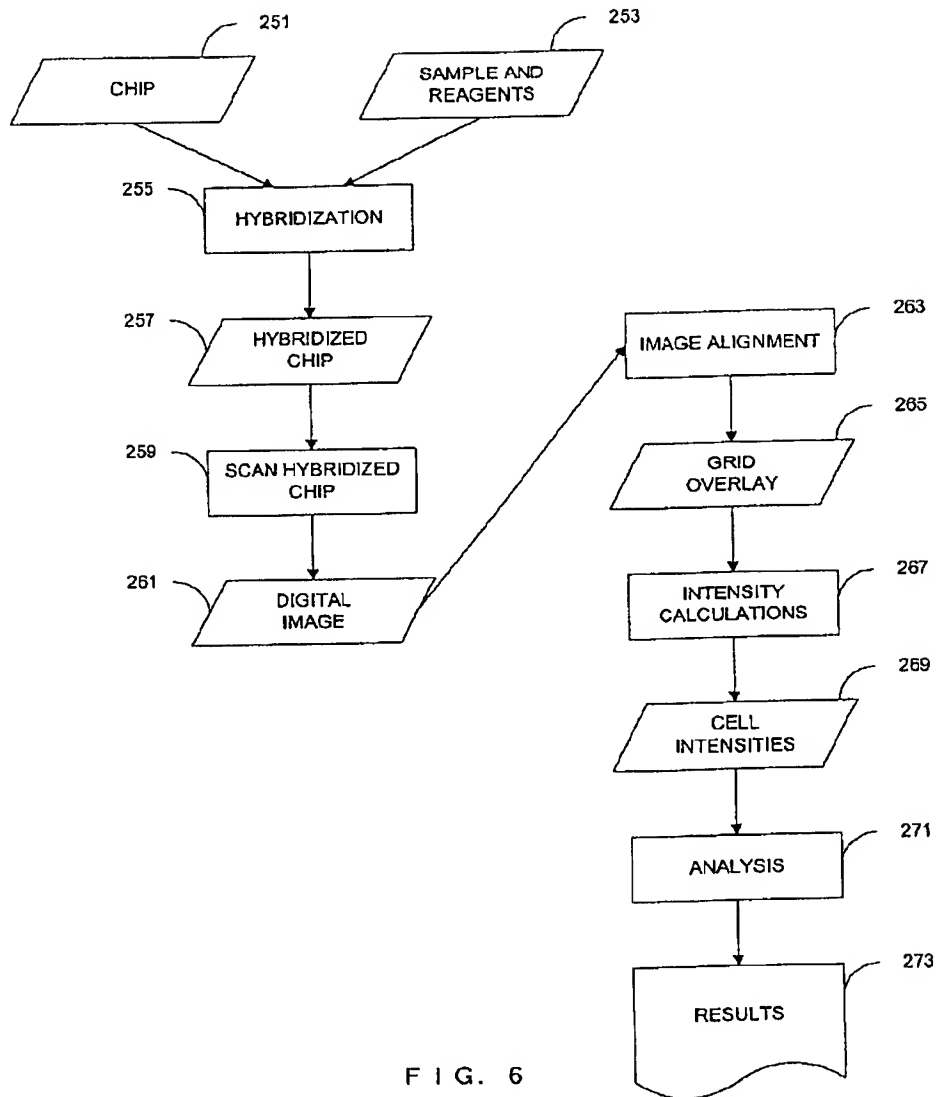 251
253
CHIP
SAMPLE AND
REAGENTS
255
HYBRIDIZATION
257
HYBRIDIZED
CHIP
259
SCAN HYBRIDIZED
CHIP
261
DIGITAL
IMAGE
263
IMAGE ALIGNMENT
265
GRID
OVERLAY
267
INTENSITY
CALCULATIONS
269
CELL
INTENSITIES
271
ANALYSIS
273
RESULTS
FIG. 6